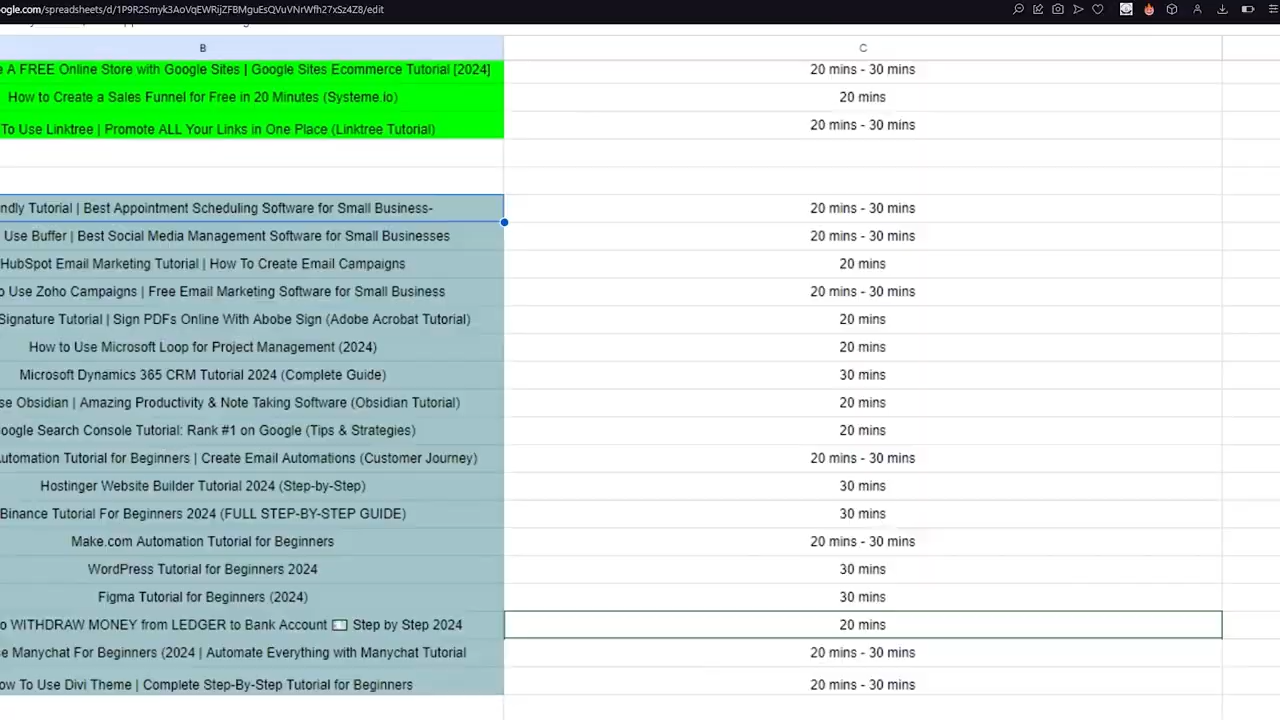 google.com/spreadsheets/d/1P9R2Smyk3AoVqEWRijZFBMguEsQVuVNrWfh27xSz4Z8/edit
B C
e A FREE Online Store with Google Sites | Google Sites Ecommerce Tutorial [2024] 20 mins - 30 mins
How to Create a Sales Funnel for Free in 20 Minutes (Systeme.io) 20 mins
To Use Linktree | Promote ALL Your Links in One Place (Linktree Tutorial) 20 mins - 30 mins
ndly Tutorial | Best Appointment Scheduling Software for Small Business- 20 mins - 30 mins
Use Buffer | Best Social Media Management Software for Small Businesses 20 mins - 30 mins
HubSpot Email Marketing Tutorial | How To Create Email Campaigns 20 mins
o Use Zoho Campaigns | Free Email Marketing Software for Small Business 20 mins - 30 mins
Signature Tutorial | Sign PDFs Online With Abobe Sign (Adobe Acrobat Tutorial) 20 mins
How to Use Microsoft Loop for Project Management (2024) 20 mins
Microsoft Dynamics 365 CRM Tutorial 2024 (Complete Guide) 30 mins
se Obsidian | Amazing Productivity & Note Taking Software (Obsidian Tutorial) 20 mins
oogle Search Console Tutorial: Rank #1 on Google (Tips & Strategies) 20 mins
utomation Tutorial for Beginners | Create Email Automations (Customer Journey) 20 mins - 30 mins
Hostinger Website Builder Tutorial 2024 (Step-by-Step) 30 mins
Binance Tutorial For Beginners 2024 (FULL STEP-BY-STEP GUIDE) 30 mins
Make.com Automation Tutorial for Beginners 20 mins - 30 mins
WordPress Tutorial for Beginners 2024 30 mins
Figma Tutorial for Beginners (2024) 30 mins
o WITHDRAW MONEY from LEDGER to Bank Account 💵 Step by Step 2024 20 mins
e Manychat For Beginners (2024 | Automate Everything with Manychat Tutorial 20 mins - 30 mins
ow To Use Divi Theme | Complete Step-By-Step Tutorial for Beginners 20 mins - 30 mins